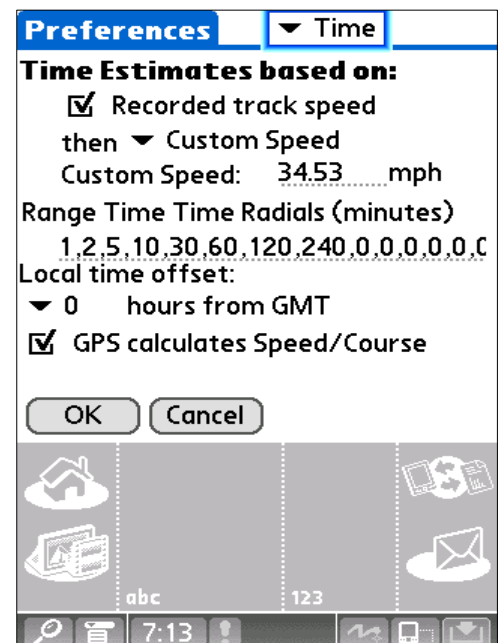 Preferences Time
Time Estimates based on:
Recorded track speed
then Custom Speed
Custom Speed: 34.53 mph
Range Time Time Radials (minutes)
1,2,5,10,30,60,120,240,0,0,0,0,0,0
Local time offset:
0 hours from GMT
GPS calculates Speed/Course
OK Cancel
abc 123
7:13